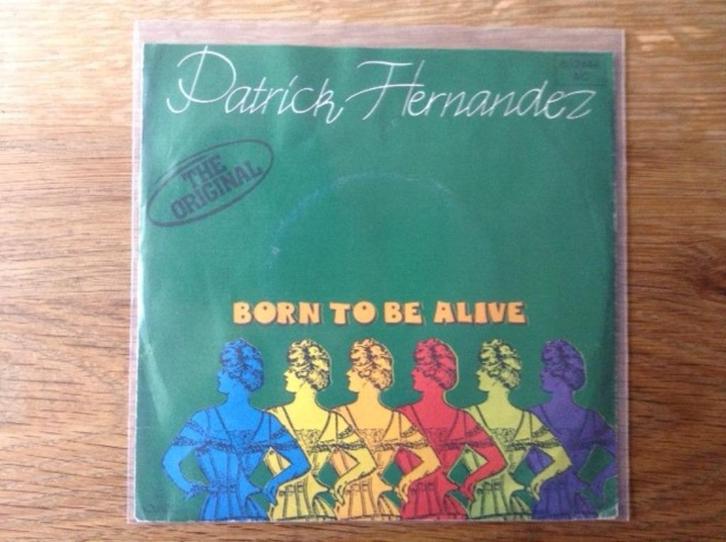 Patrick Hernandez
THE
ORIGINAL
BORN TO BE ALIVE